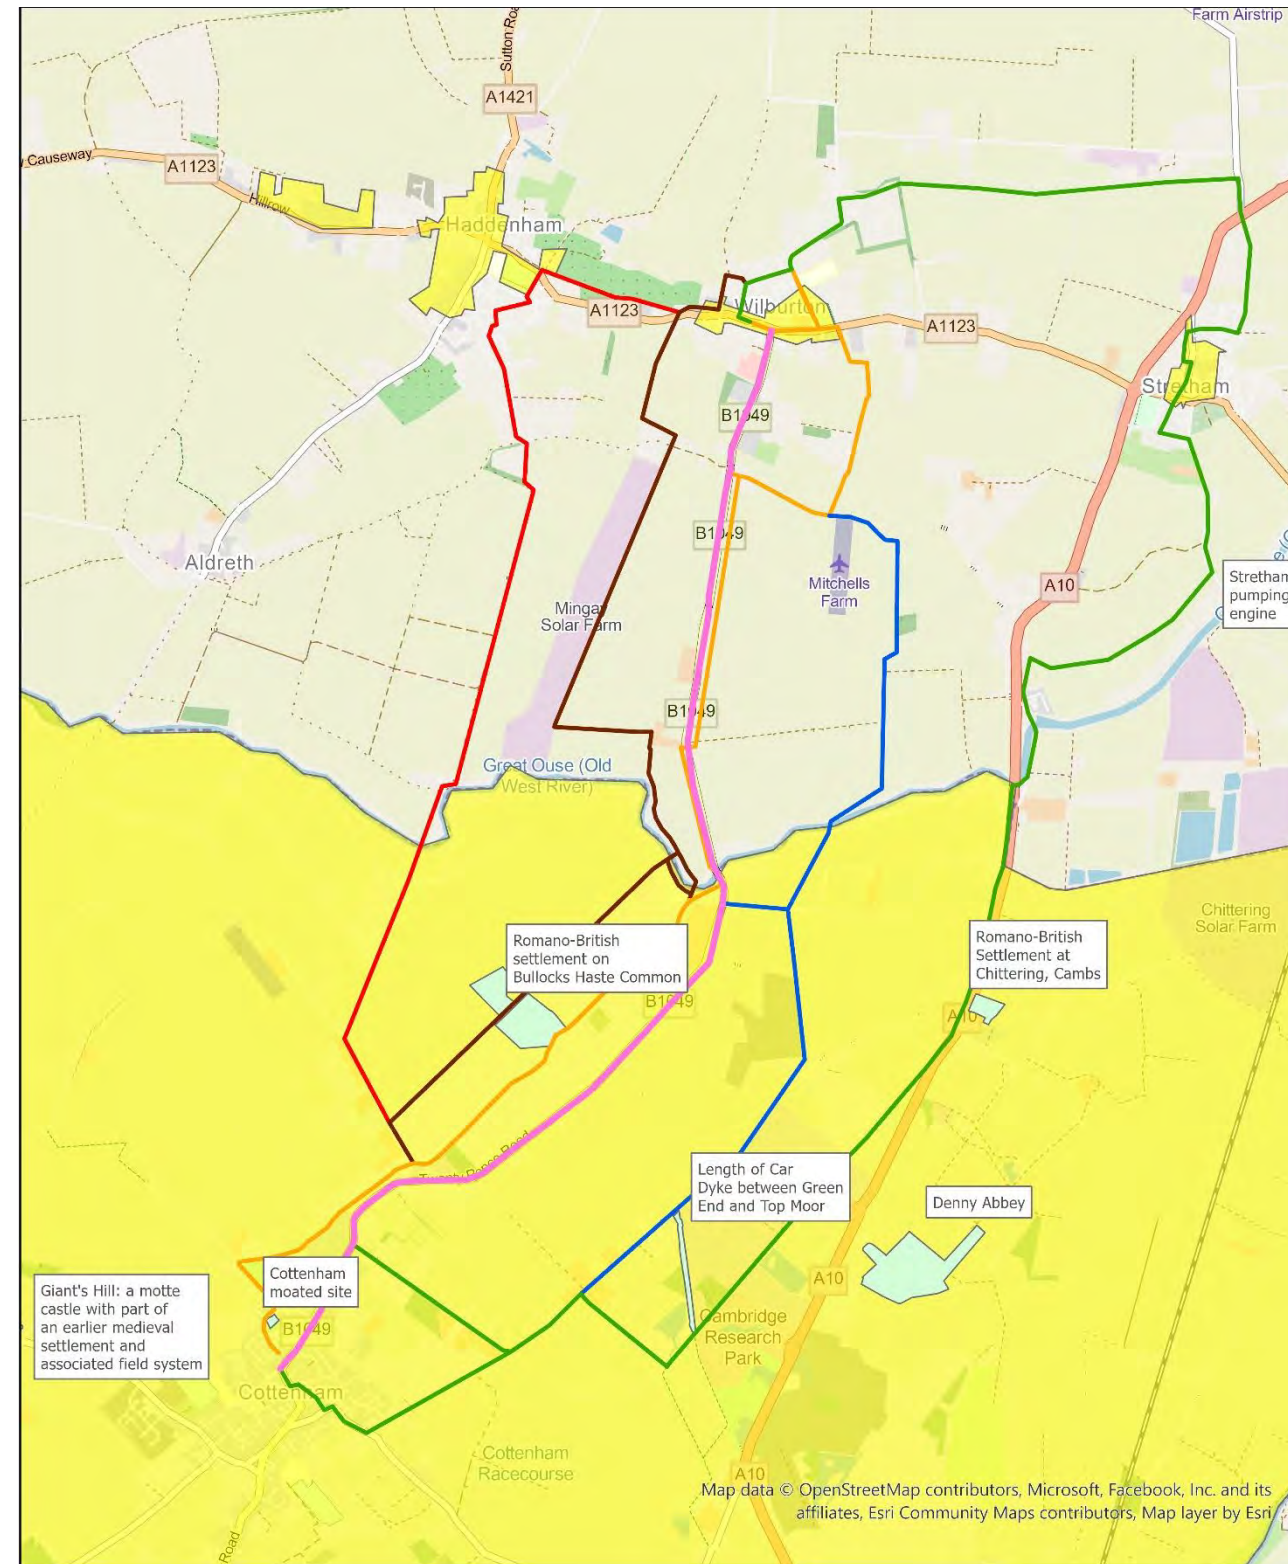 Farm Airstrip
Sutton Roa
A1421
Causeway
A1123
Hillrow
Haddenham
A1123
Wilburton
A1123
Stretham
B1049
B1049
Aldreth
Mitchells
Farm
A10
Stretham
pumping
engine
Mingay
Solar Farm
B1049
Great Ouse (Old
West River)
Chittering
Solar Farm
Romano-British
settlement on
Bullocks Haste Common
Romano-British
Settlement at
Chittering, Cambs
B1049
A10
Twenty Pence Road
Length of Car
Dyke between Green
End and Top Moor
Denny Abbey
Cottenham
moated site
Giant's Hill: a motte
castle with part of
an earlier medieval
settlement and
associated field system
A10
B1049
Cambridge
Research
Park
Cottenham
Cottenham
Racecourse
A10
Road
Map data © OpenStreetMap contributors, Microsoft, Facebook, Inc. and its
affiliates, Esri Community Maps contributors, Map layer by Esri